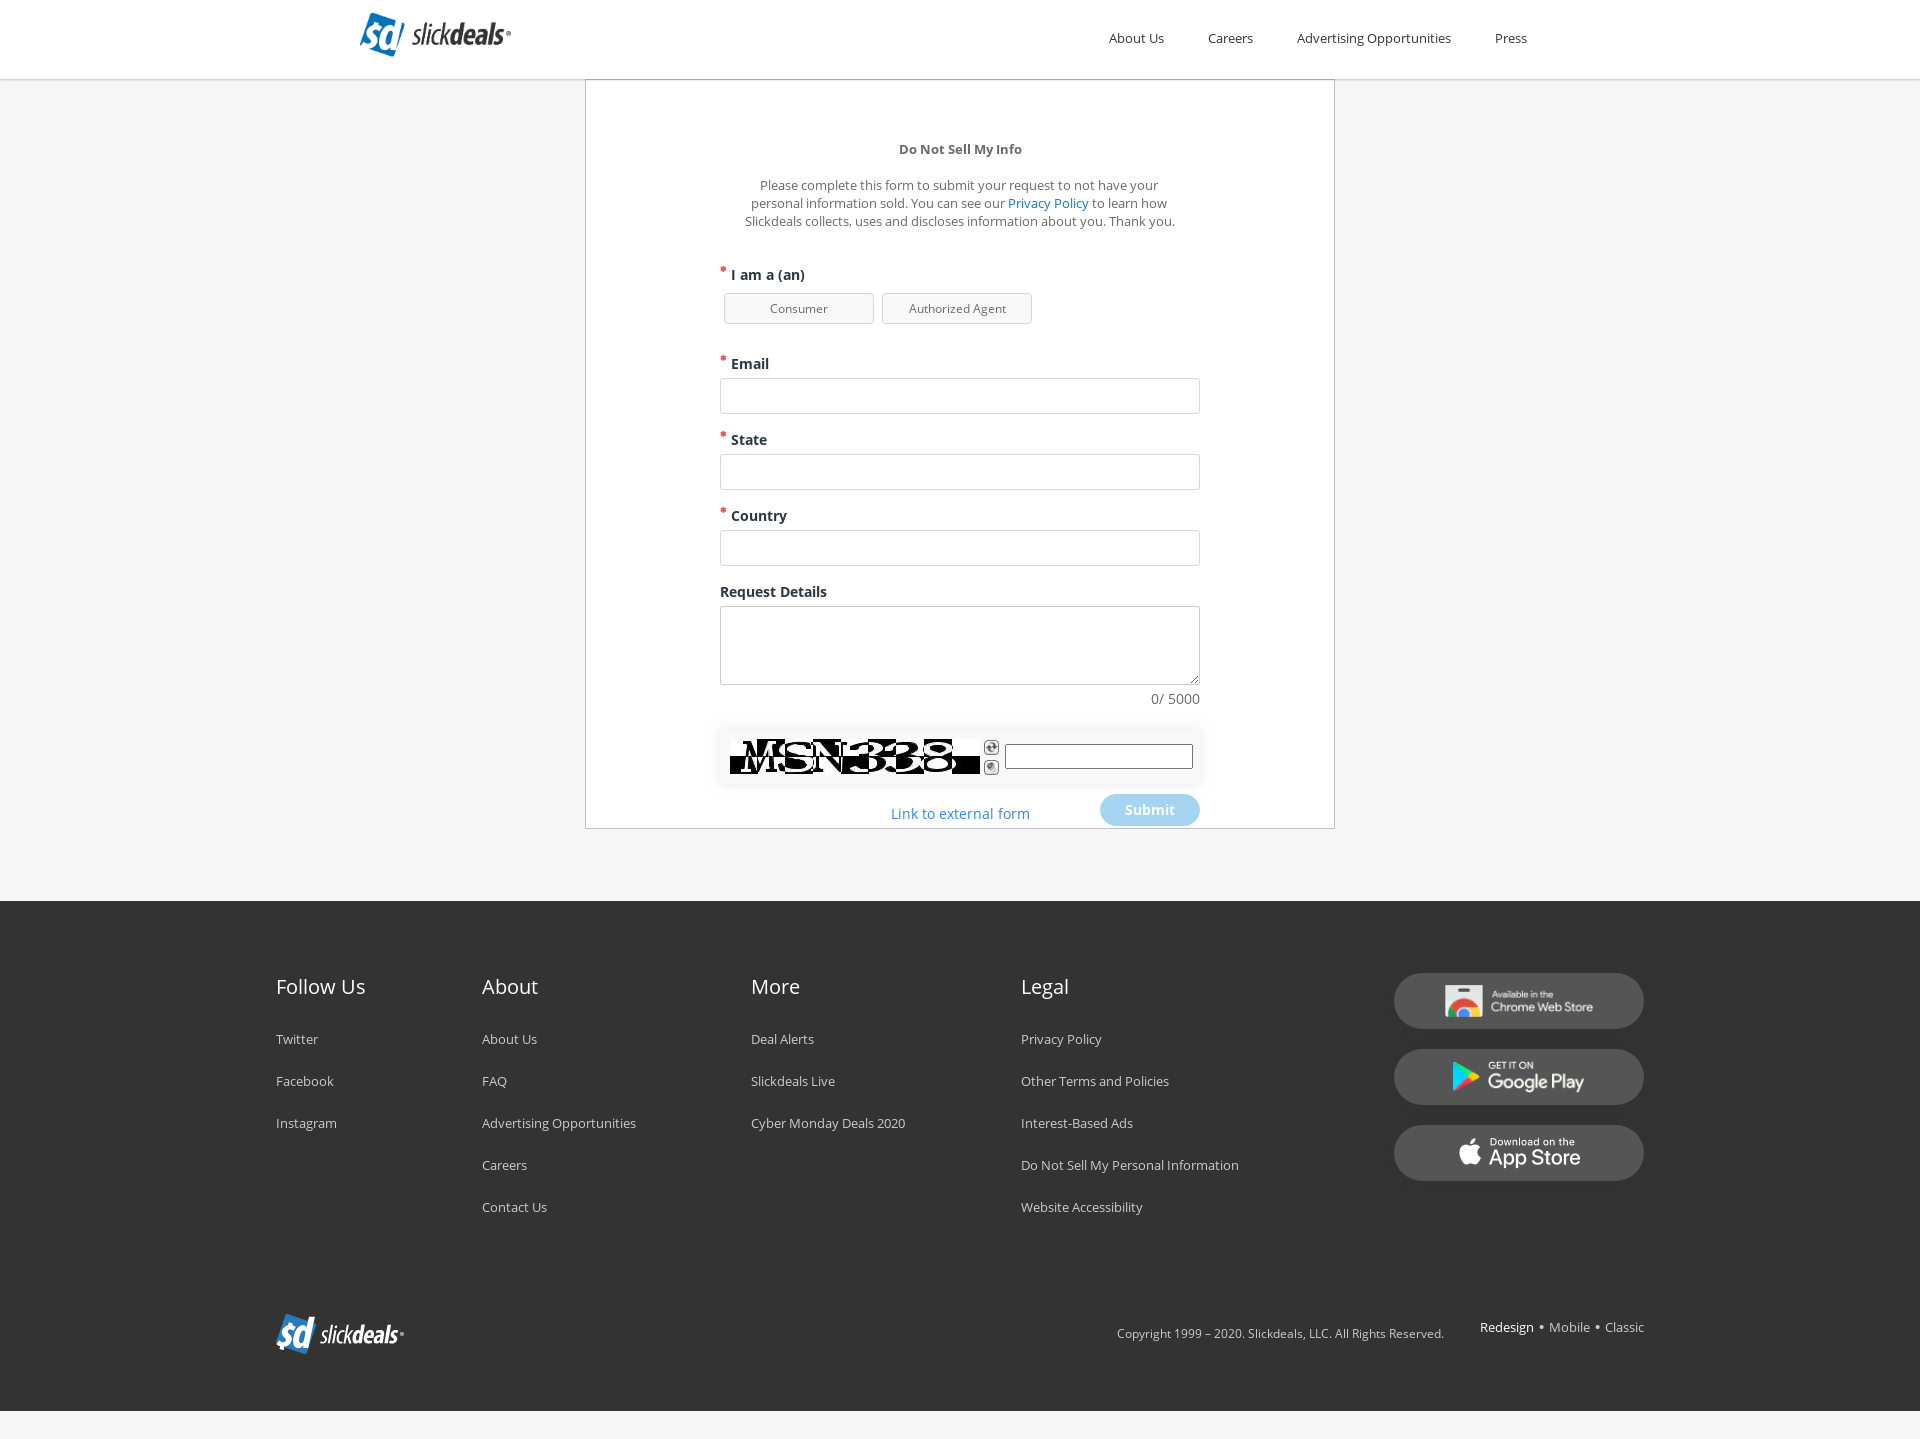 slickdeals
About Us
Careers
Advertising Opportunities
Press
Do Not Sell My Info
Please complete this form to submit your request to not have your
personal information sold. You can see our Privacy Policy to learn how
Slickdeals collects, uses and discloses information about you. Thank you.
* I am a (an)
Consumer
Authorized Agent
* Email
* State
* Country
Request Details
0/ 5000
MSN338
Link to external form
Submit
Follow Us
Twitter
Facebook
Instagram
About
About Us
FAQ
Advertising Opportunities
Careers
Contact Us
More
Deal Alerts
Slickdeals Live
Cyber Monday Deals 2020
Legal
Privacy Policy
Other Terms and Policies
Interest-Based Ads
Do Not Sell My Personal Information
Website Accessibility
Available in the
Chrome Web Store
GET IT ON
Google Play
Download on the
App Store
slickdeals
Copyright 1999 – 2020. Slickdeals, LLC. All Rights Reserved.
Redesign • Mobile • Classic